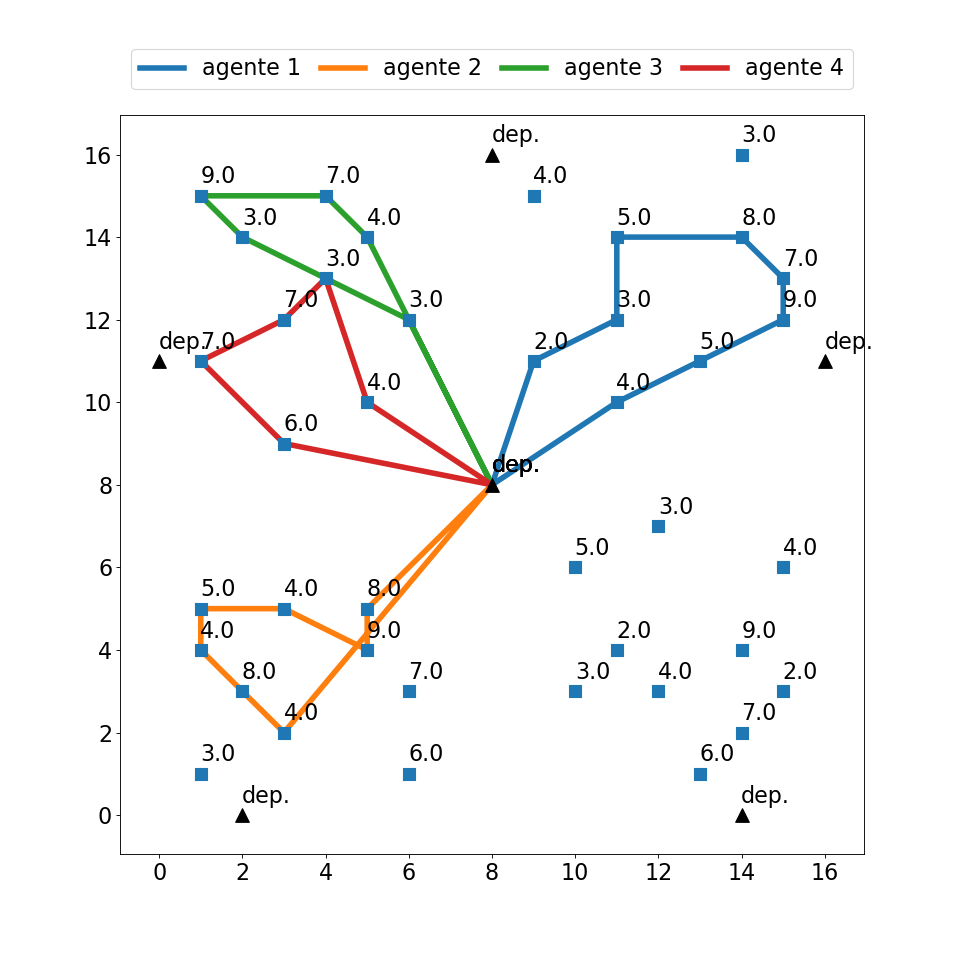 agente 1 agente 2 agente 3 agente 4
dep. 3.0
16
9.0 7.0 4.0
3.0 4.0 5.0 8.0
14
3.0 7.0
7.0 3.0 3.0 9.0
12
dep. 7.0 2.0 5.0 dep.
4.0 4.0
10
6.0
dep.
8
3.0
5.0 4.0
6
5.0 4.0 8.0
4.0 9.0 2.0 9.0
4
8.0 7.0 3.0 4.0 2.0
4.0 7.0
2
3.0 6.0 6.0
dep. dep.
0
0 2 4 6 8 10 12 14 16